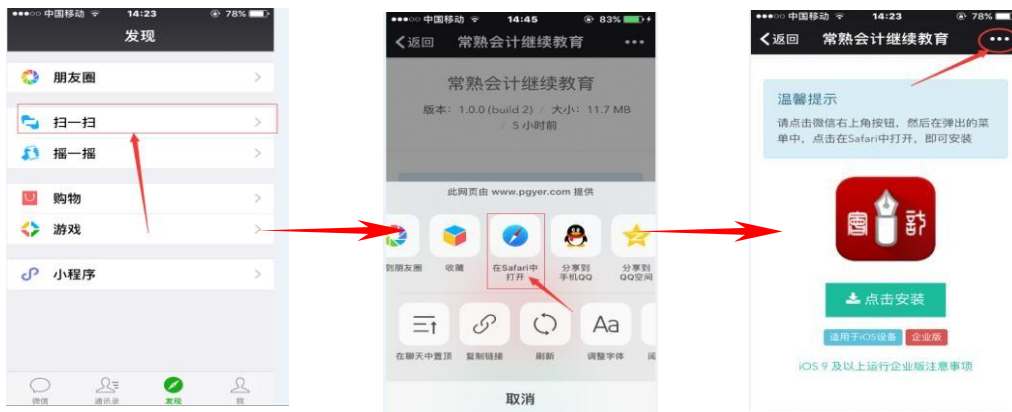 中国移动 14:23 78%
发现
朋友圈
扫一扫
摇一摇
购物
游戏
小程序
微信 通讯录 发现 我
中国移动 14:45 83%
返回 常熟会计继续教育
常熟会计继续教育
版本: 1.0.0 (build 2) / 大小: 11.7 MB
/ 5 小时前
此网页由 www.pgyer.com 提供
到朋友圈 收藏 在Safari中 分享到 分享到
打开 手机QQ QQ空间
Aa
在聊天中置顶 复制链接 刷新 调整字体 阅
取消
中国移动 14:23 78%
返回 常熟会计继续教育
温馨提示
请点击微信右上角按钮，然后在弹出的菜
单中，点击在Safari中打开，即可安装
會 計
点击安装
适用于iOS设备 企业版
iOS 9 及以上运行企业版注意事项